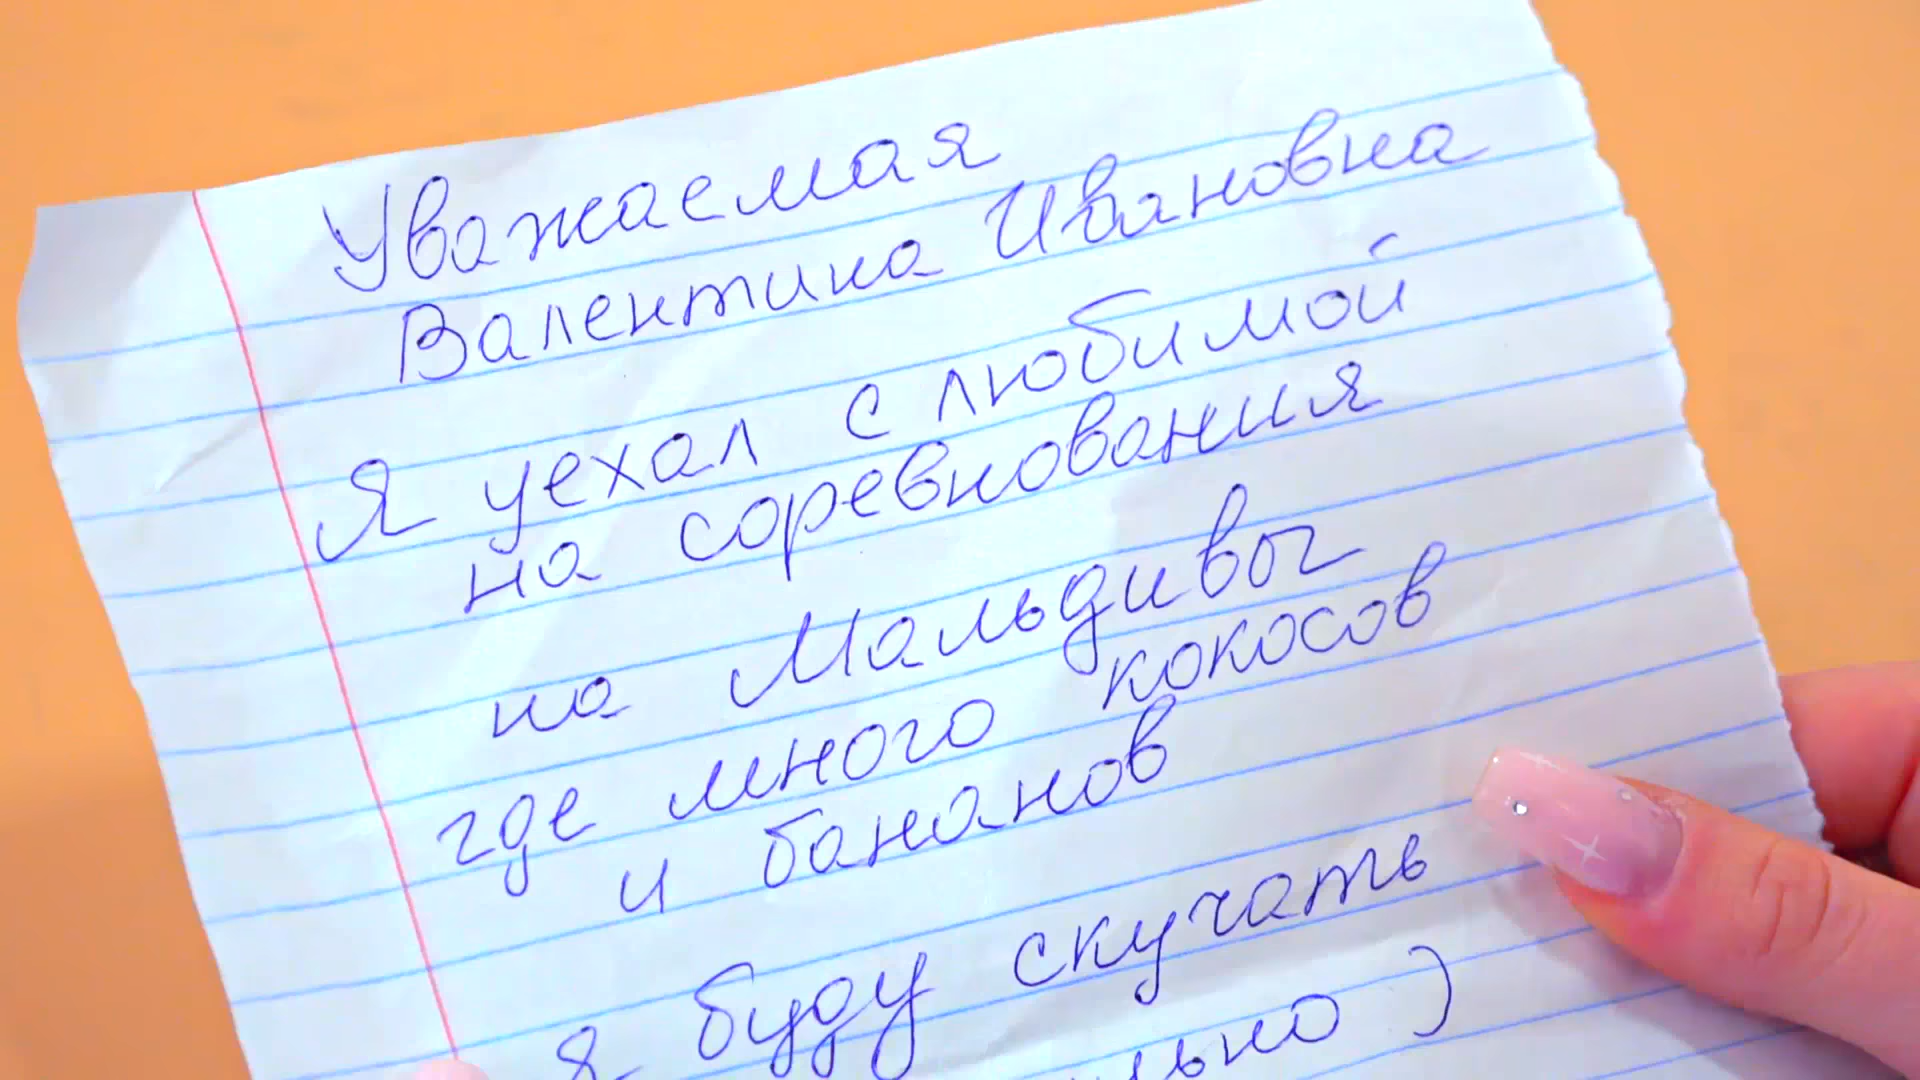 Уважаемая
Валентина Ивановна
Я уехал с любимой
на соревнования
на Мальдивы
где много кокосов
и бананов
я буду скучать